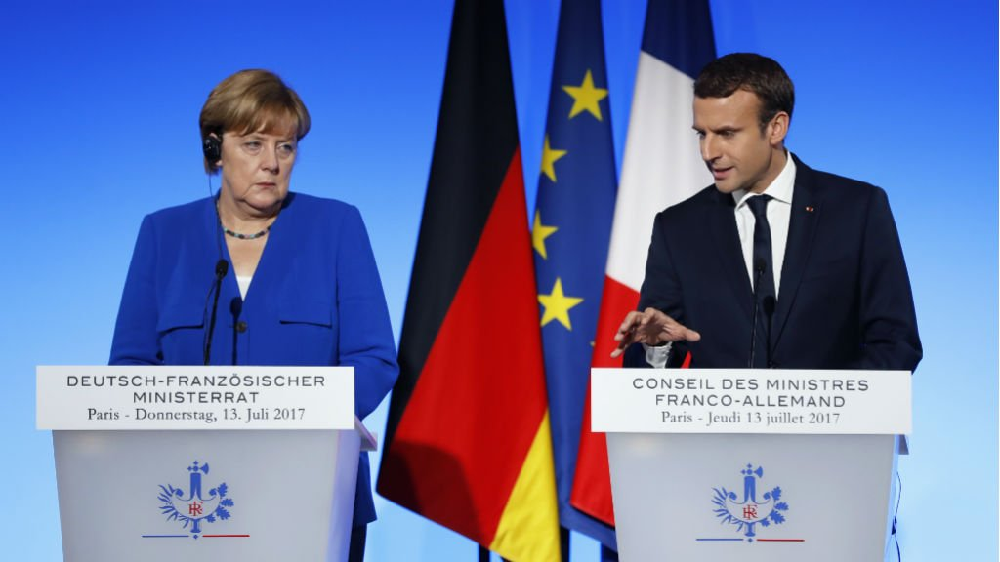 DEUTSCH-FRANZÖSISCHER
MINISTERRAT
Paris - Donnerstag, 13. Juli 2017
RF
CONSEIL DES MINISTRES
FRANCO-ALLEMAND
Paris - Jeudi 13 juillet 2017
RF